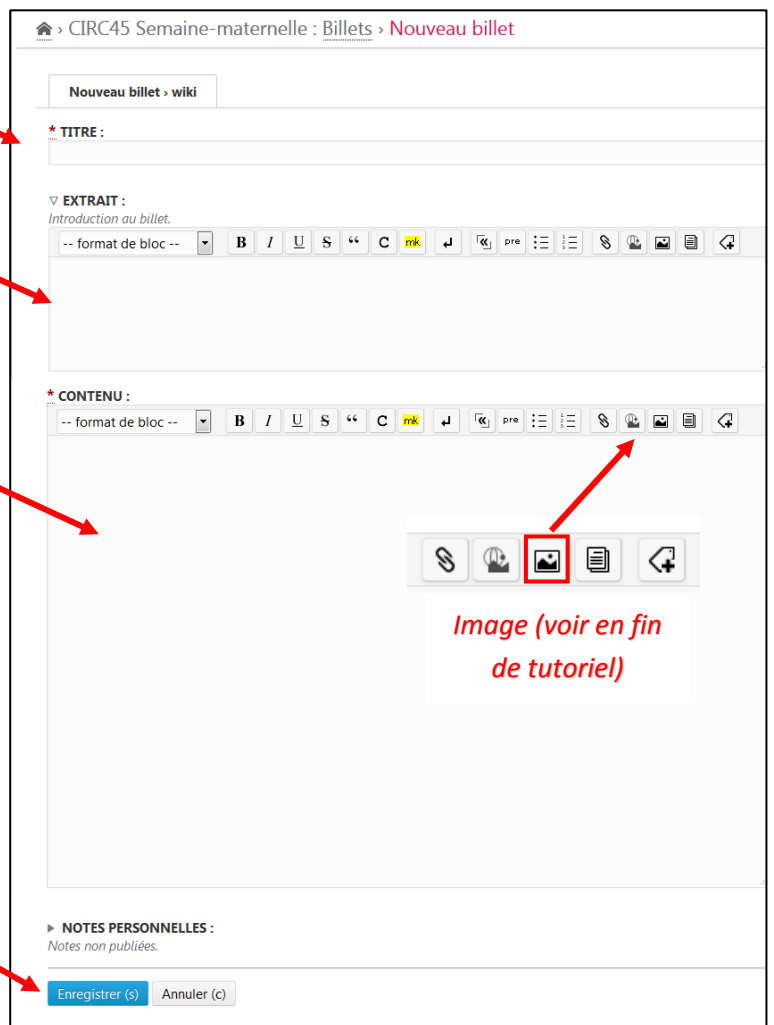 › CIRC45 Semaine-maternelle : Billets › Nouveau billet
Nouveau billet › wiki
* TITRE :
▽ EXTRAIT :
Introduction au billet.
-- format de bloc -- B I U S “ C mk pre
* CONTENU :
-- format de bloc -- B I U S “ C mk pre
Image (voir en fin
de tutoriel)
▶ NOTES PERSONNELLES :
Notes non publiées.
Enregistrer (s) Annuler (c)